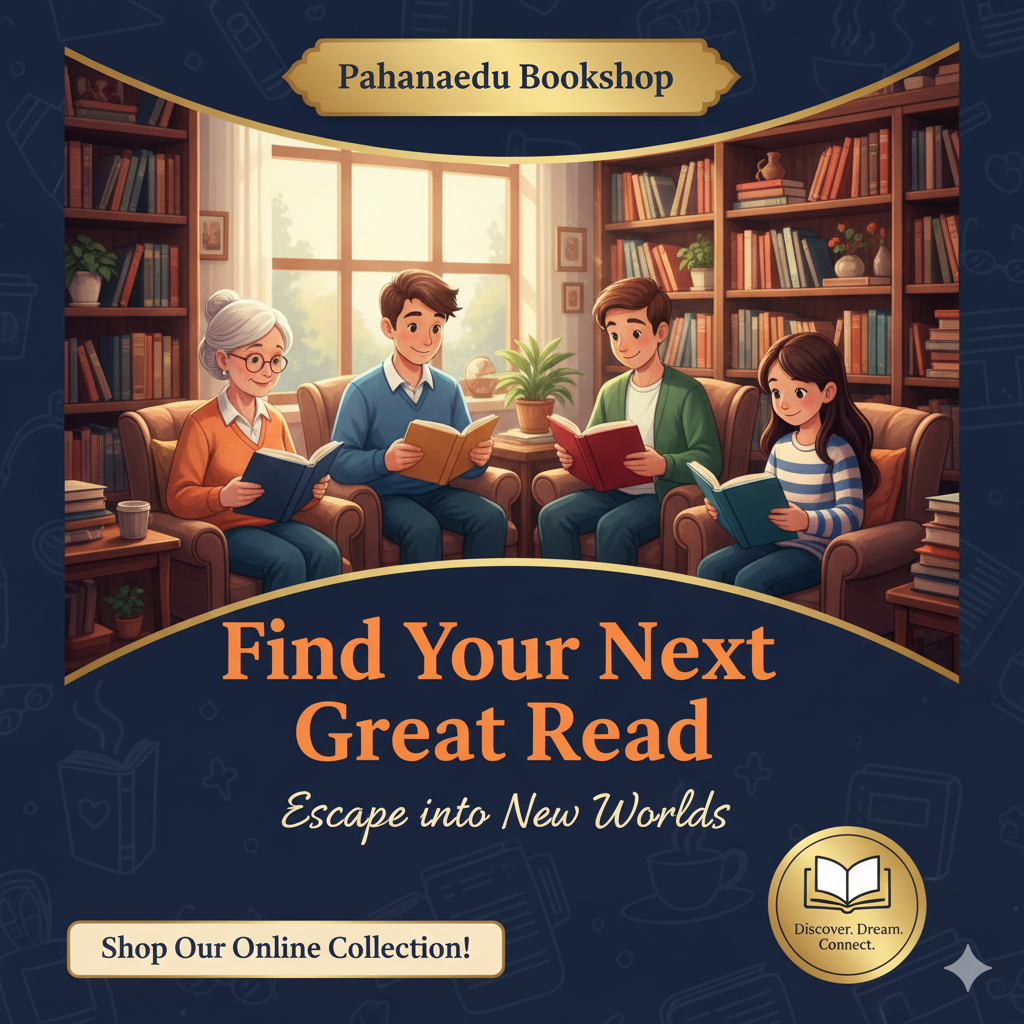 Pahanaedu Bookshop
Find Your Next
Great Read
Escape into New Worlds
Shop Our Online Collection!
Discover. Dream.
Connect.